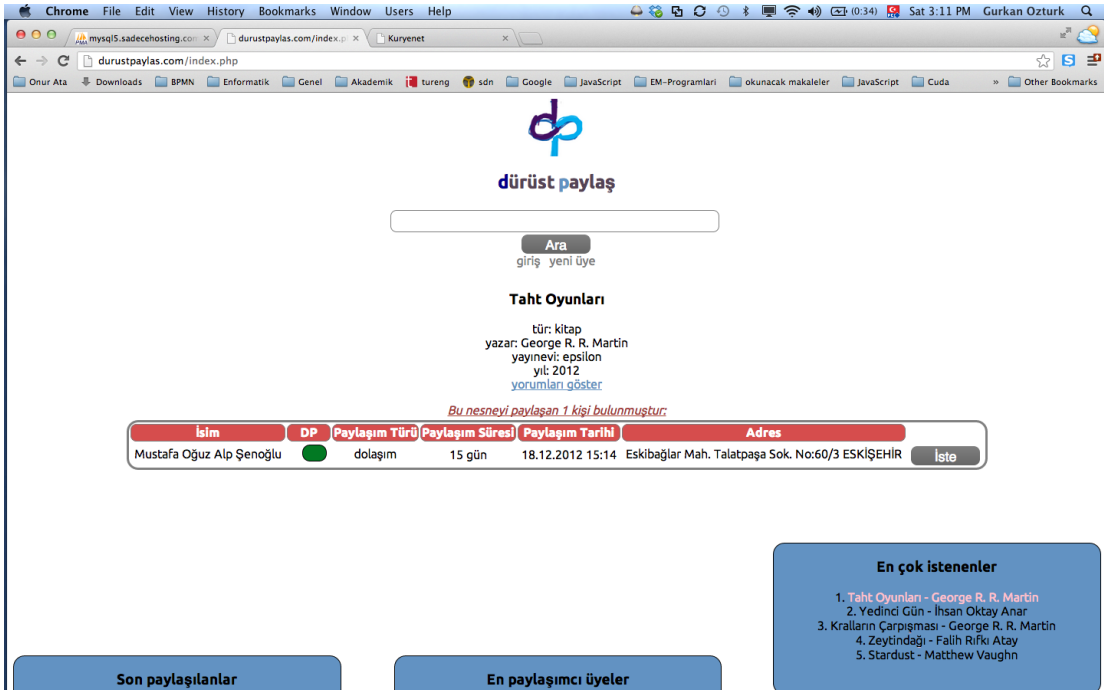 Chrome File Edit View History Bookmarks Window Users Help (0:34) Sat 3:11 PM Gurkan Ozturk
mysql5.sadecehosting.com durustpaylas.com/index.p Kuryenet
durustpaylas.com/index.php
Onur Ata Downloads BPMN Enformatik Genel Akademik tureng sdn Google JavaScript EM-Programlari okunacak makaleler JavaScript Cuda » Other Bookmarks
dp
dürüst paylaş
Ara
giriş yeni üye
Taht Oyunları
tür: kitap
yazar: George R. R. Martin
yayınevi: epsilon
yıl: 2012
yorumları göster
Bu nesneyi paylaşan 1 kişi bulunmuştur:
İsim DP Paylaşım Türü Paylaşım Süresi Paylaşım Tarihi Adres
Mustafa Oğuz Alp Şenoğlu dolaşım 15 gün 18.12.2012 15:14 Eskibağlar Mah. Talatpaşa Sok. No:60/3 ESKİŞEHİR İste
En çok istenenler
1. Taht Oyunları - George R. R. Martin
2. Yedinci Gün - İhsan Oktay Anar
3. Kralların Çarpışması - George R. R. Martin
4. Zeytindağı - Falih Rıfkı Atay
5. Stardust - Matthew Vaughn
Son paylaşılanlar En paylaşımcı üyeler